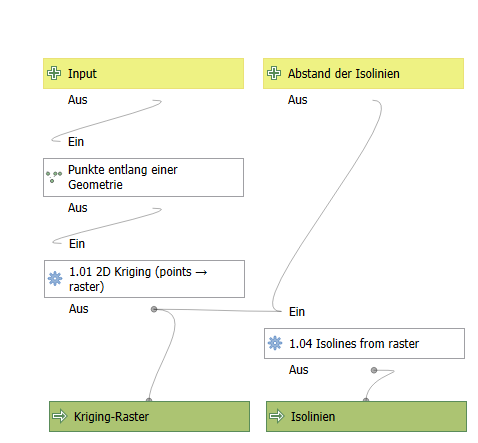 Input
Abstand der Isolinien
Aus
Aus
Ein
Punkte entlang einer
Geometrie
Aus
Ein
1.01 2D Kriging (points →
raster)
Aus
Ein
1.04 Isolines from raster
Aus
Kriging-Raster
Isolinien